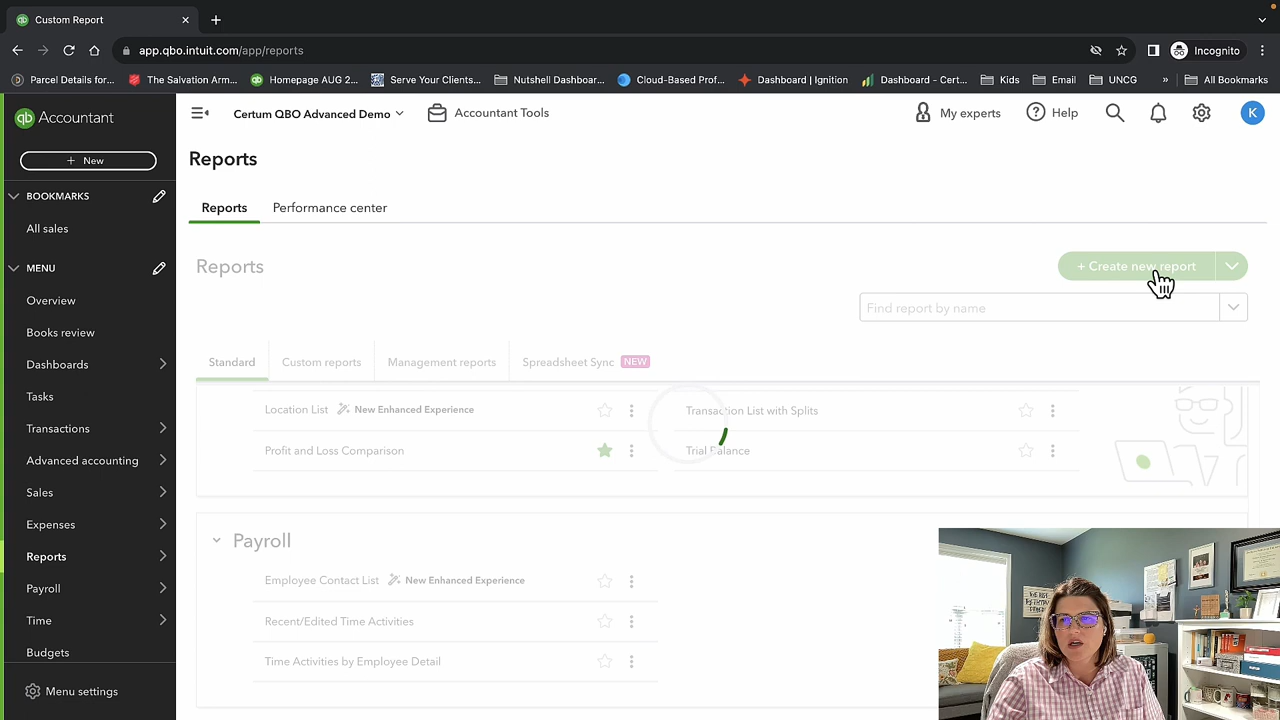 Custom Report
app.qbo.intuit.com/app/reports
Incognito
Parcel Details for...
The Salvation Arm...
Homepage AUG 2...
Serve Your Clients...
Nutshell Dashboar...
Cloud-Based Prof...
Dashboard | Ignition
Dashboard - Cert...
Kids
Email
UNCG
»
All Bookmarks
qb Accountant
Certum QBO Advanced Demo
Accountant Tools
My experts
Help
K
+ New
BOOKMARKS
All sales
MENU
Overview
Books review
Dashboards
Tasks
Transactions
Advanced accounting
Sales
Expenses
Reports
Payroll
Time
Budgets
Menu settings
Reports
Reports
Performance center
Reports
+ Create new report
Find report by name
Standard
Custom reports
Management reports
Spreadsheet Sync NEW
Location List New Enhanced Experience
Transaction List with Splits
Profit and Loss Comparison
Trial Balance
Payroll
Employee Contact List New Enhanced Experience
Recent/Edited Time Activities
Time Activities by Employee Detail